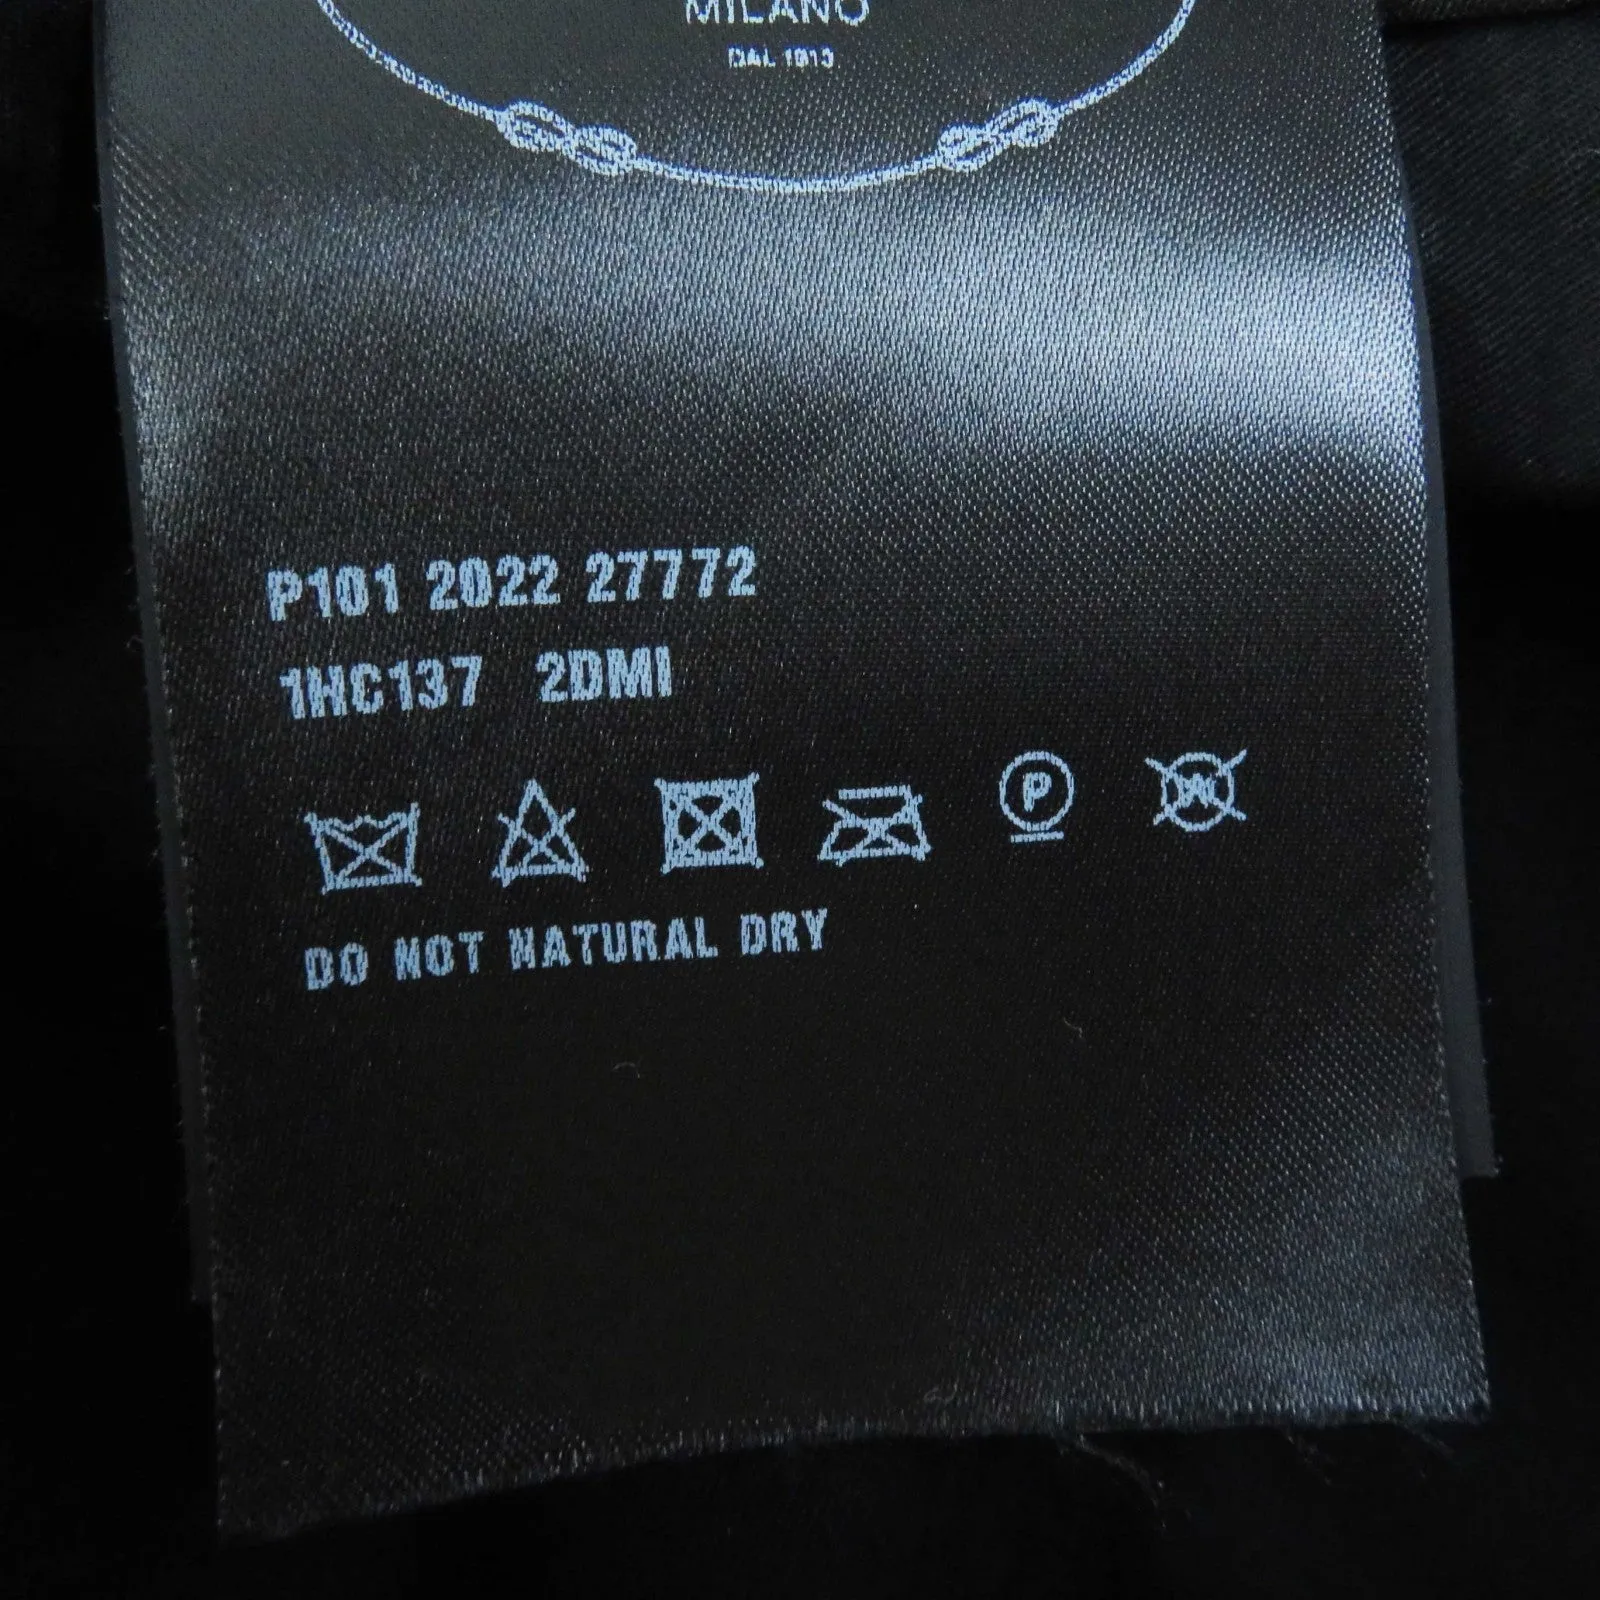 MILANO
DAL 1913
P101 2022 27772
1HC137 2DMI
P
W
DO NOT NATURAL DRY